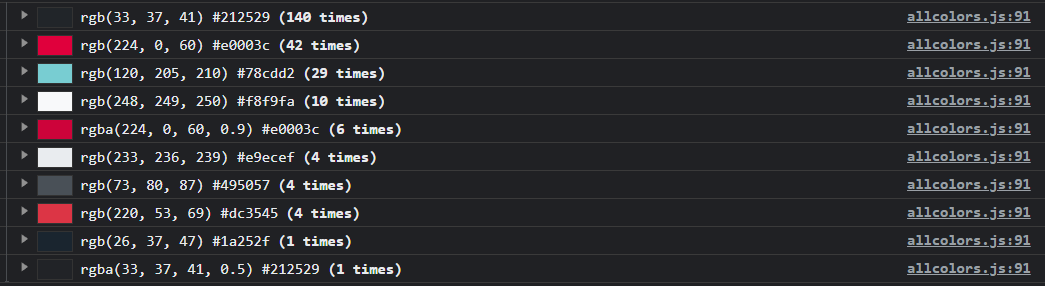 rgb(33, 37, 41) #212529 (140 times) allcolors.js:91
rgb(224, 0, 60) #e0003c (42 times) allcolors.js:91
rgb(120, 205, 210) #78cdd2 (29 times) allcolors.js:91
rgb(248, 249, 250) #f8f9fa (10 times) allcolors.js:91
rgba(224, 0, 60, 0.9) #e0003c (6 times) allcolors.js:91
rgb(233, 236, 239) #e9ecef (4 times) allcolors.js:91
rgb(73, 80, 87) #495057 (4 times) allcolors.js:91
rgb(220, 53, 69) #dc3545 (4 times) allcolors.js:91
rgb(26, 37, 47) #1a252f (1 times) allcolors.js:91
rgba(33, 37, 41, 0.5) #212529 (1 times) allcolors.js:91